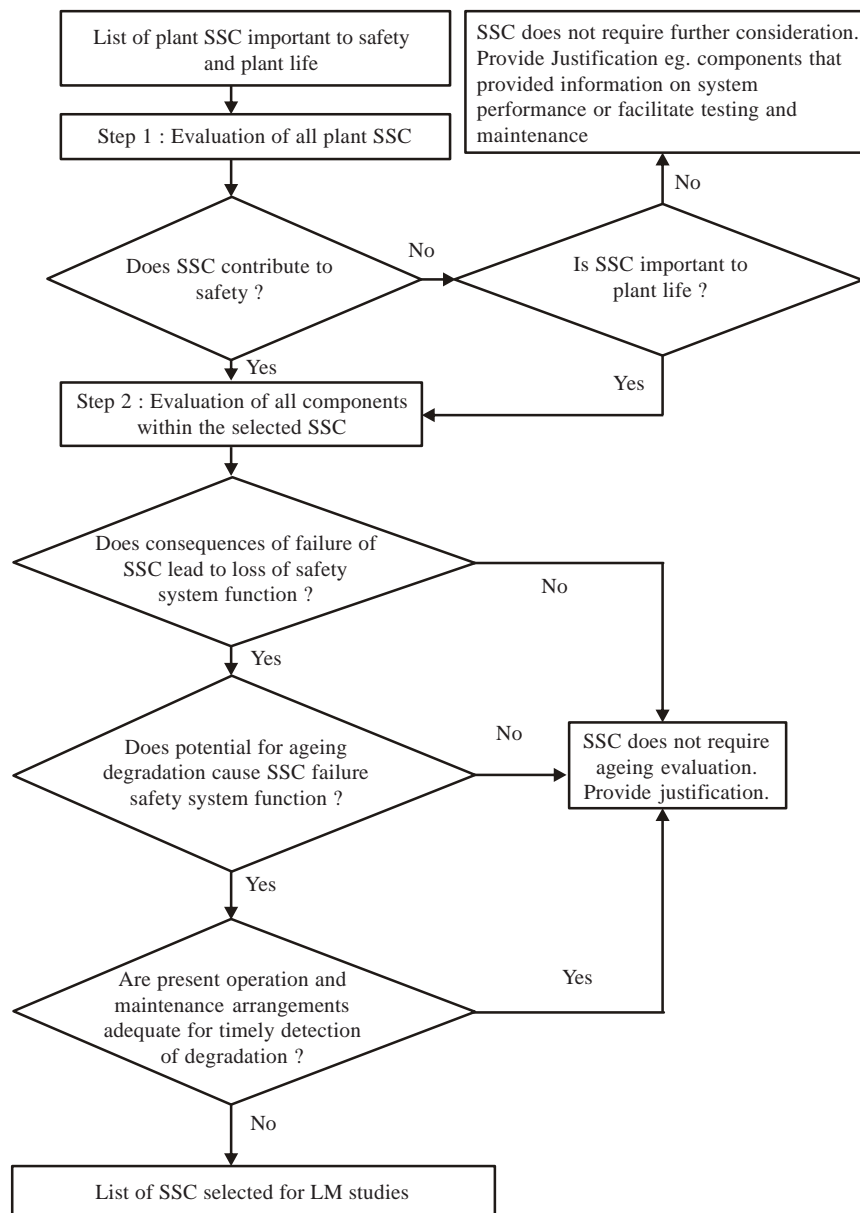 List of plant SSC important to safety
and plant life
SSC does not require further consideration.
Provide Justification eg. components that
provided information on system
performance or facilitate testing and
maintenance
Step 1 : Evaluation of all plant SSC
No
Does SSC contribute to
safety ?
No
Is SSC important to
plant life ?
Yes
Yes
Step 2 : Evaluation of all components
within the selected SSC
Does consequences of failure of
SSC lead to loss of safety
system function ?
No
Yes
Does potential for ageing
degradation cause SSC failure
safety system function ?
No
SSC does not require
ageing evaluation.
Provide justification.
Yes
Are present operation and
maintenance arrangements
adequate for timely detection
of degradation ?
Yes
No
List of SSC selected for LM studies